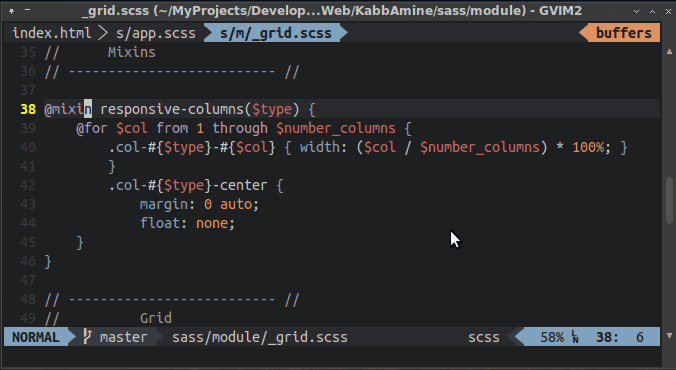 _grid.scss (~/MyProjects/Develop...Web/KabbAmine/sass/module) - GVIM2
index.html > s/app.scss s/m/_grid.scss buffers
35 // Mixins
36 // -------------------------- //
37
38 @mixin responsive-columns($type) {
39 @for $col from 1 through $number_columns {
40 .col-#{$type}-#{$col} { width: ($col / $number_columns) * 100%; }
41 }
42 .col-#{$type}-center {
43 margin: 0 auto;
44 float: none;
45 }
46 }
47
48 // -------------------------- //
49 // Grid
NORMAL master sass/module/_grid.scss scss 58% LN 38: 6